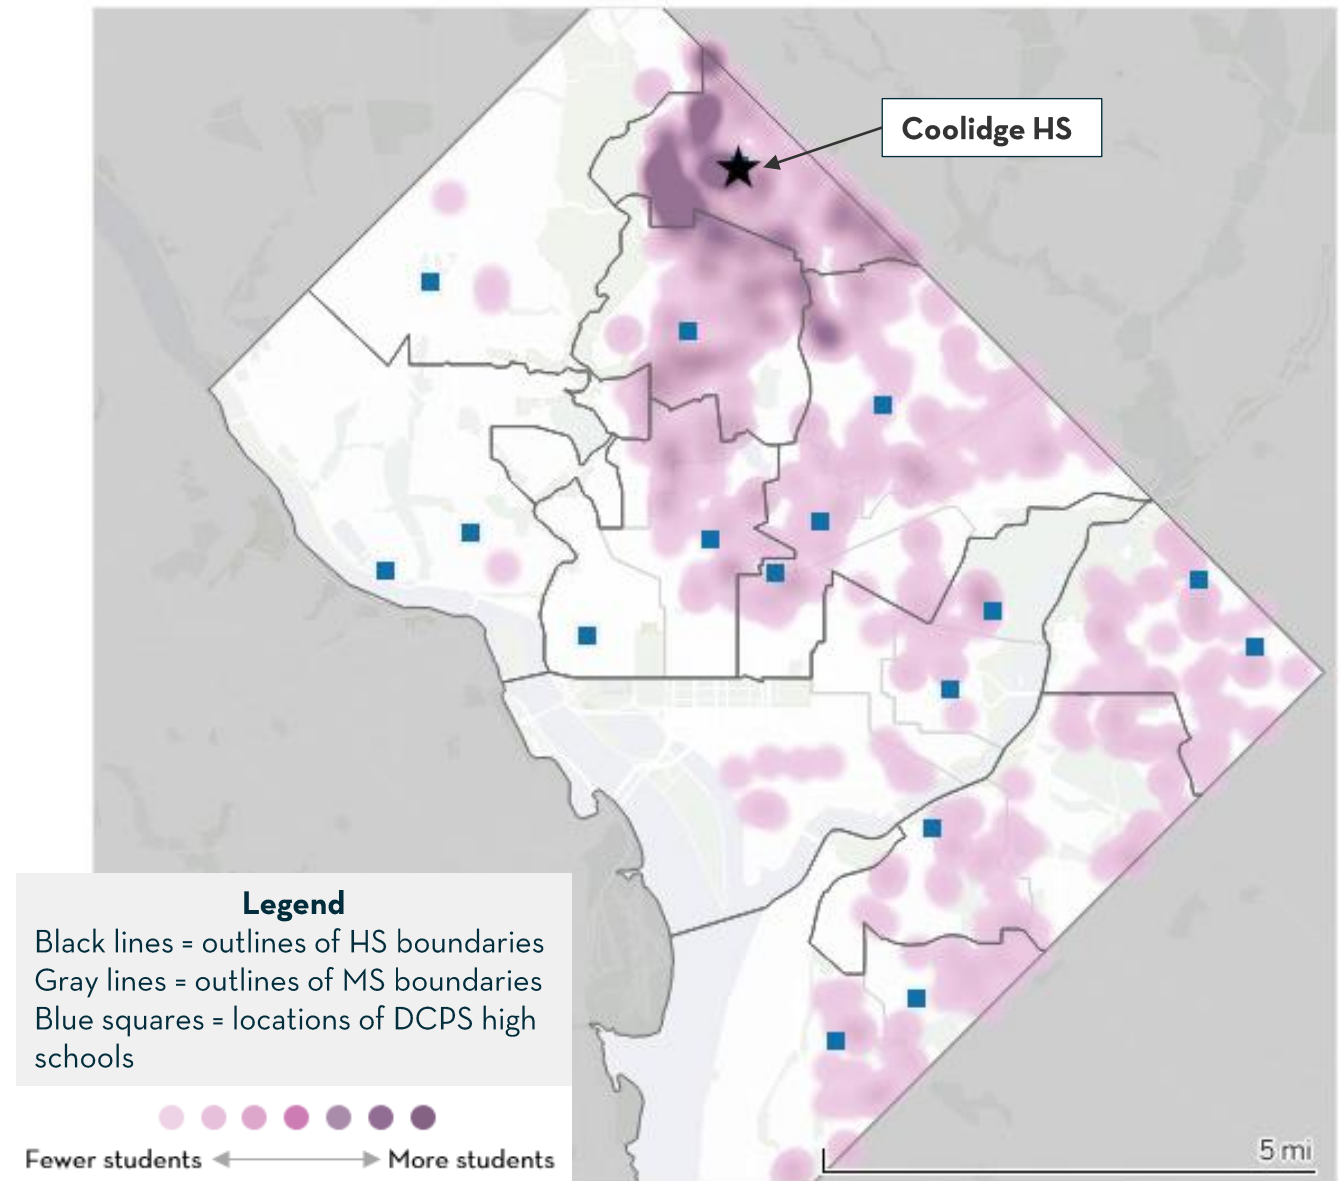 Coolidge HS
Legend
Black lines = outlines of HS boundaries
Gray lines = outlines of MS boundaries
Blue squares = locations of DCPS high
schools
Fewer students
More students
5 mi